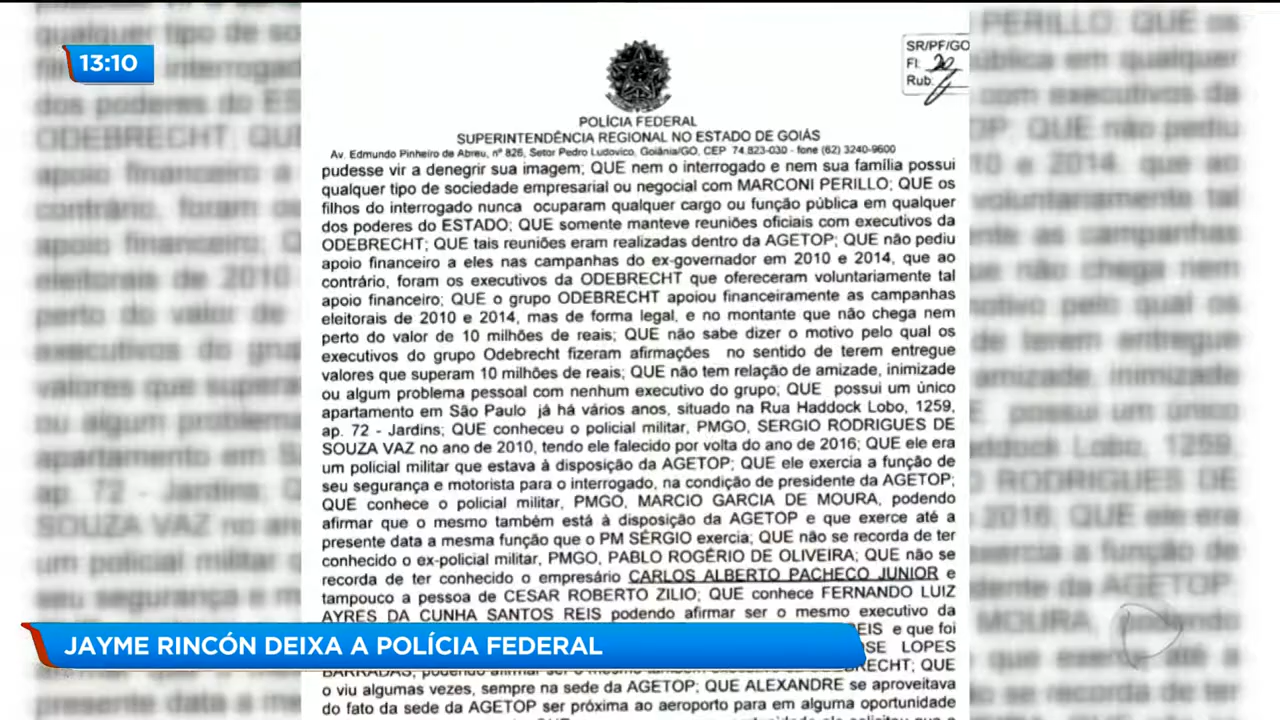 13:10
SR/PF/GO
Fl: 20
Rub:
POLÍCIA FEDERAL
SUPERINTENDÊNCIA REGIONAL NO ESTADO DE GOIÁS
Av. Edmundo Pinheiro de Abreu, nº 826, Setor Pedro Ludovico, Goiânia/GO, CEP 74.823-030 - fone (62) 3240-9600
pudesse vir a denegrir sua imagem; QUE nem o interrogado e nem sua família possui
qualquer tipo de sociedade empresarial ou negocial com MARCONI PERILLO; QUE os
filhos do interrogado nunca ocuparam qualquer cargo ou função pública em qualquer
dos poderes do ESTADO; QUE somente manteve reuniões oficiais com executivos da
ODEBRECHT; QUE tais reuniões eram realizadas dentro da AGETOP; QUE não pediu
apoio financeiro a eles nas campanhas do ex-governador em 2010 e 2014, que ao
contrário, foram os executivos da ODEBRECHT que ofereceram voluntariamente tal
apoio financeiro; QUE o grupo ODEBRECHT apoiou financeiramente as campanhas
eleitorais de 2010 e 2014, mas de forma legal, e no montante que não chega nem
perto do valor de 10 milhões de reais; QUE não sabe dizer o motivo pelo qual os
executivos do grupo Odebrecht fizeram afirmações no sentido de terem entregue
valores que superam 10 milhões de reais; QUE não tem relação de amizade, inimizade
ou algum problema pessoal com nenhum executivo do grupo; QUE possui um único
apartamento em São Paulo já há vários anos, situado na Rua Haddock Lobo, 1259,
ap. 72 - Jardins; QUE conheceu o policial militar, PMGO, SERGIO RODRIGUES DE
SOUZA VAZ no ano de 2010, tendo ele falecido por volta do ano de 2016; QUE ele era
um policial militar que estava à disposição da AGETOP; QUE ele exercia a função de
seu segurança e motorista para o interrogado, na condição de presidente da AGETOP;
QUE conhece o policial militar, PMGO, MARCIO GARCIA DE MOURA, podendo
afirmar que o mesmo também está à disposição da AGETOP e que exerce até a
presente data a mesma função que o PM SÉRGIO exercia; QUE não se recorda de ter
conhecido o ex-policial militar, PMGO, PABLO ROGÉRIO DE OLIVEIRA; QUE não se
recorda de ter conhecido o empresário CARLOS ALBERTO PACHECO JUNIOR e
tampouco a pessoa de CESAR ROBERTO ZILIO; QUE conhece FERNANDO LUIZ
AYRES DA CUNHA SANTOS REIS podendo afirmar ser o mesmo executivo da
EIS e que foi
JAYME RINCÓN DEIXA A POLÍCIA FEDERAL
LOPES
BRECHT; QUE
o viu algumas vezes, sempre na sede da AGETOP; QUE ALEXANDRE se aproveitava
do fato da sede da AGETOP ser próxima ao aeroporto para em alguma oportunidade